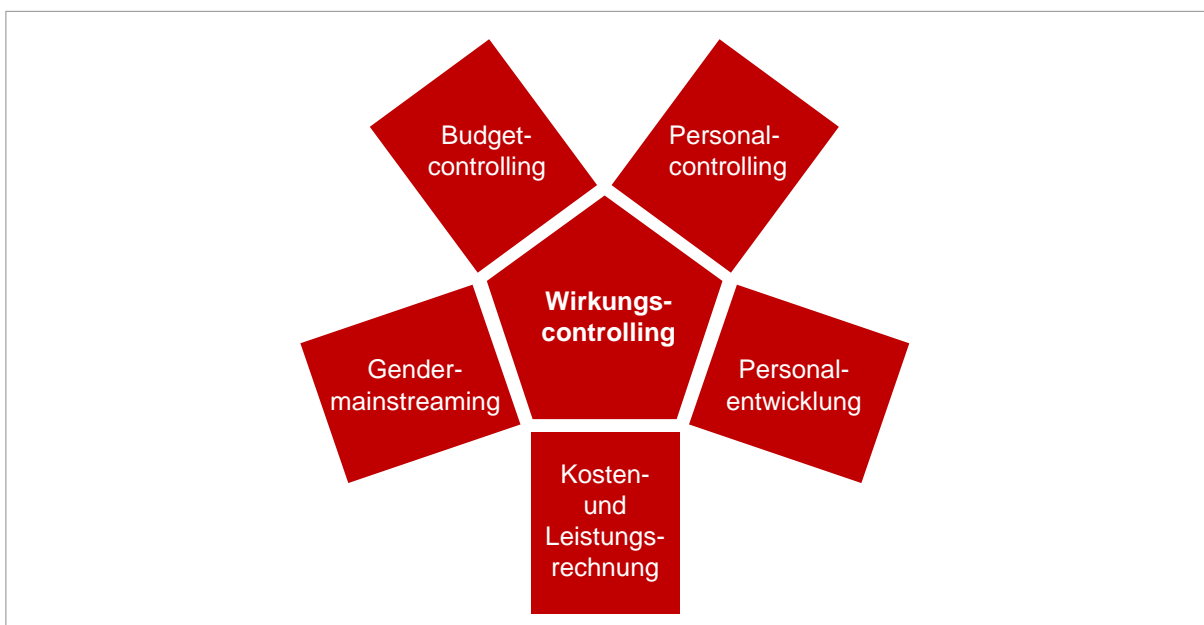 Budget-
controlling
Personal-
controlling
Wirkungs-
controlling
Gender-
mainstreaming
Personal-
entwicklung
Kosten-
und
Leistungs-
rechnung